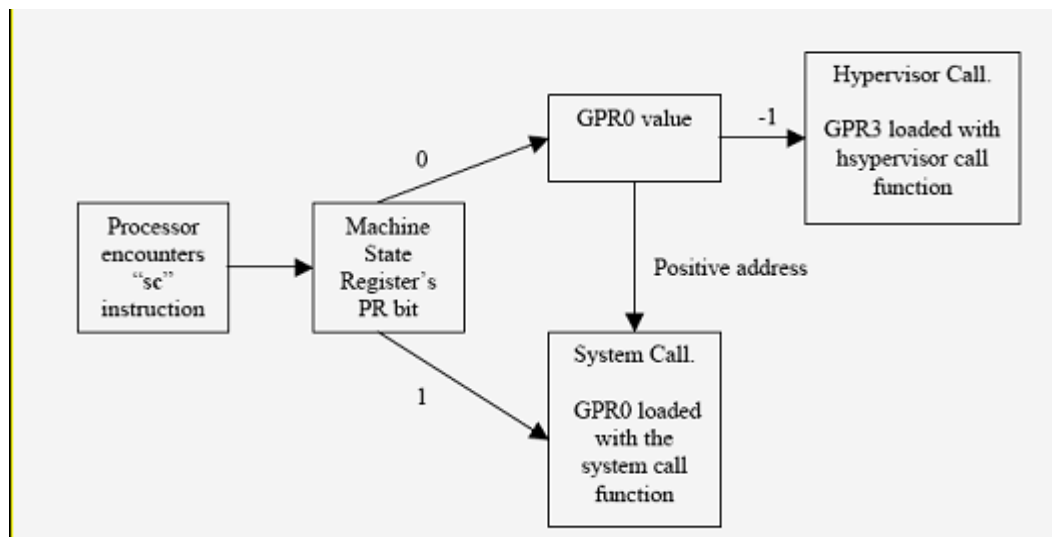 Processor
encounters
“sc”
instruction
Machine
State
Register’s
PR bit
0
1
GPR0 value
-1
Positive address
Hypervisor Call.
GPR3 loaded with
hsypervisor call
function
System Call.
GPR0 loaded
with the
system call
function